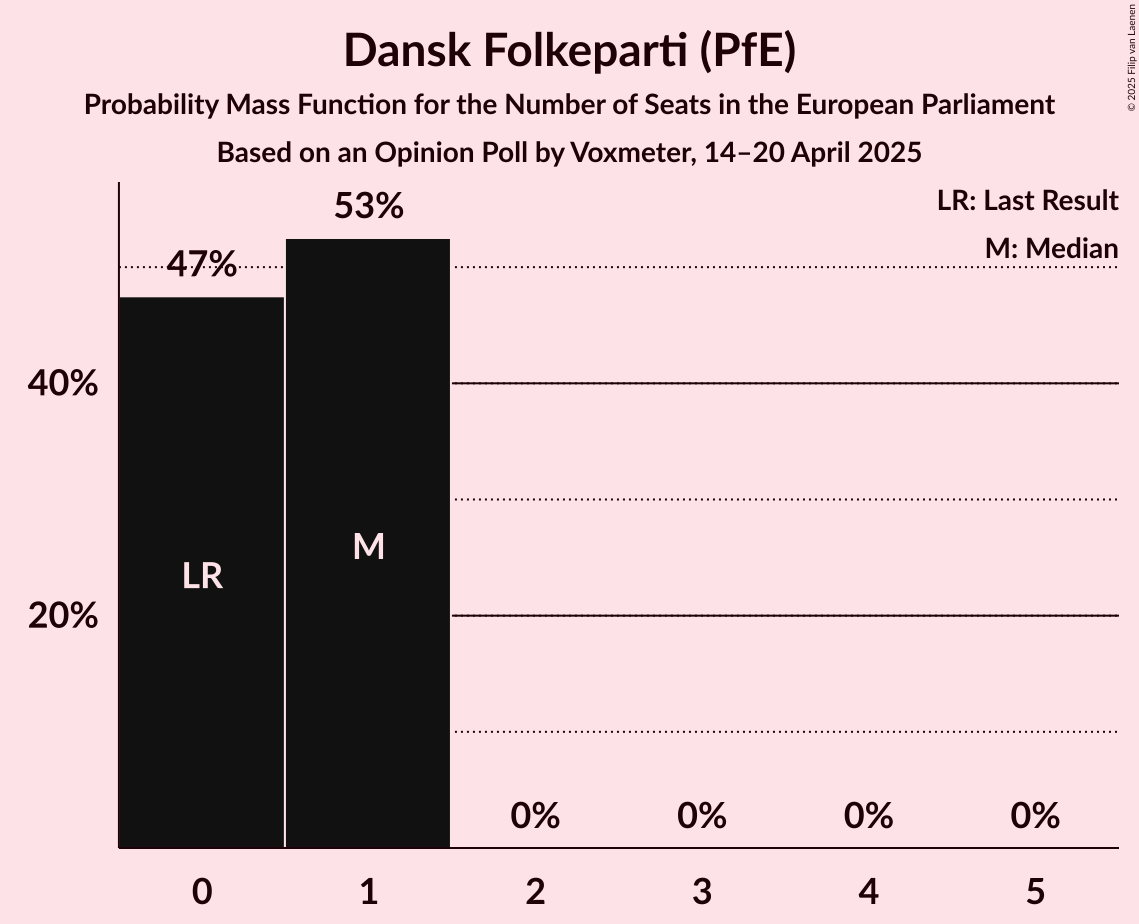 Dansk Folkeparti (PfE)
Probability Mass Function for the Number of Seats in the European Parliament
Based on an Opinion Poll by Voxmeter, 14–20 April 2025
© 2025 Filip van Laenen
LR: Last Result
M: Median
53%
47%
40%
20%
LR
M
0%
0%
0%
0%
0
1
2
3
4
5